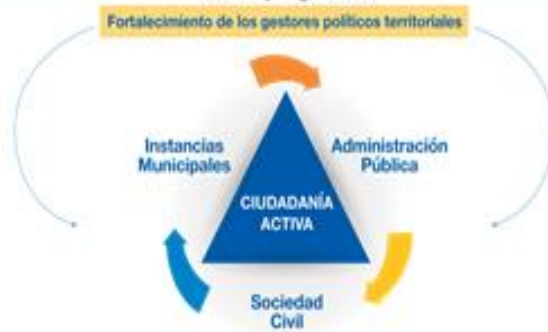 Fortalecimiento de los gestores políticos territoriales
Instancias
Municipales
Administración
Pública
CIUDADANÍA
ACTIVA
Sociedad
Civil